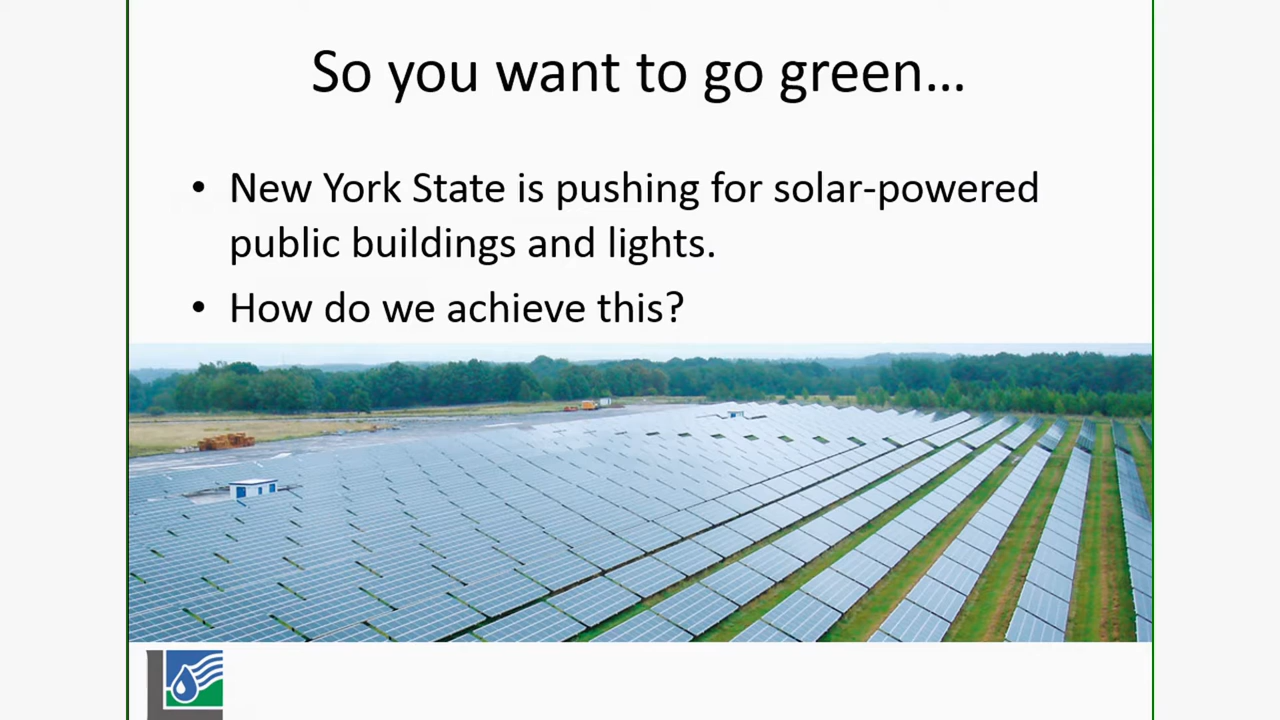 So you want to go green…
• New York State is pushing for solar-powered
public buildings and lights.
• How do we achieve this?